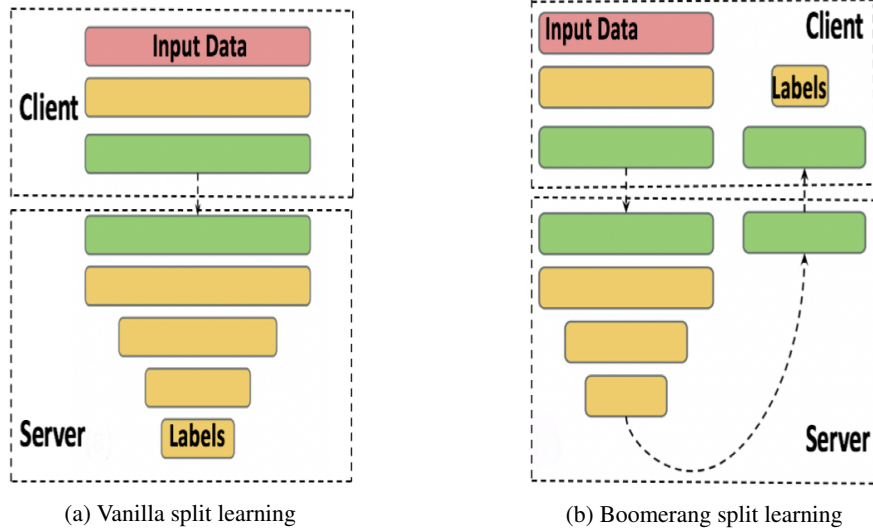 Input Data
Client
Server
Labels
(a) Vanilla split learning
Input Data
Client
Labels
Server
(b) Boomerang split learning